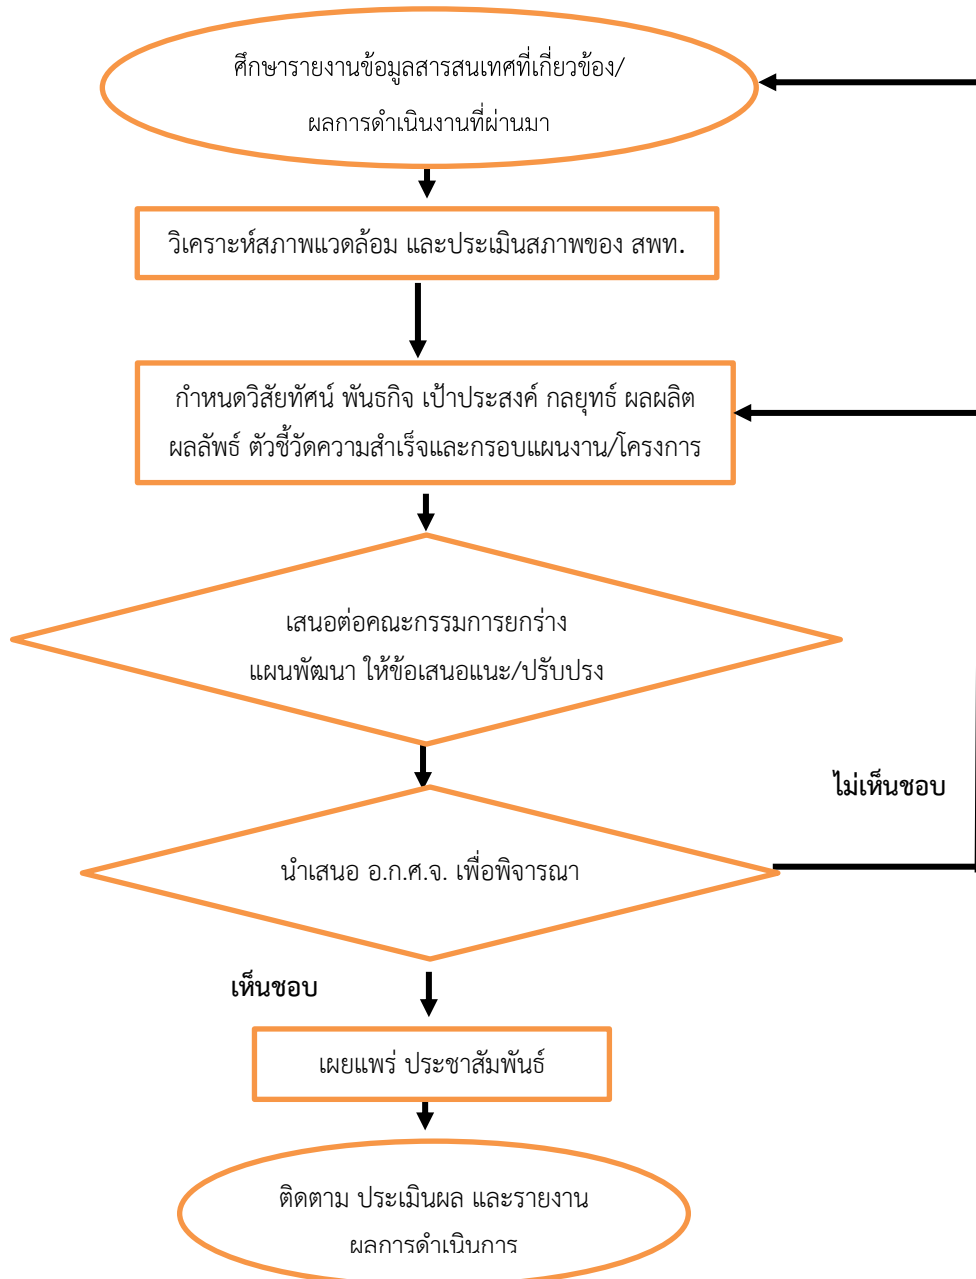 ศึกษารายงานข้อมูลสารสนเทศที่เกี่ยวข้อง/
ผลการดำเนินงานที่ผ่านมา
วิเคราะห์สภาพแวดล้อม และประเมินสภาพของ สพท.
กำหนดวิสัยทัศน์ พันธกิจ เป้าประสงค์ กลยุทธ์ ผลผลิต
ผลลัพธ์ ตัวชี้วัดความสำเร็จและกรอบแผนงาน/โครงการ
เสนอต่อคณะกรรมการยกร่าง
แผนพัฒนา ให้ข้อเสนอแนะ/ปรับปรง
ไม่เห็นชอบ
นำเสนอ อ.ก.ศ.จ. เพื่อพิจารณา
เห็นชอบ
เผยแพร่ ประชาสัมพันธ์
ติดตาม ประเมินผล และรายงาน
ผลการดำเนินการ